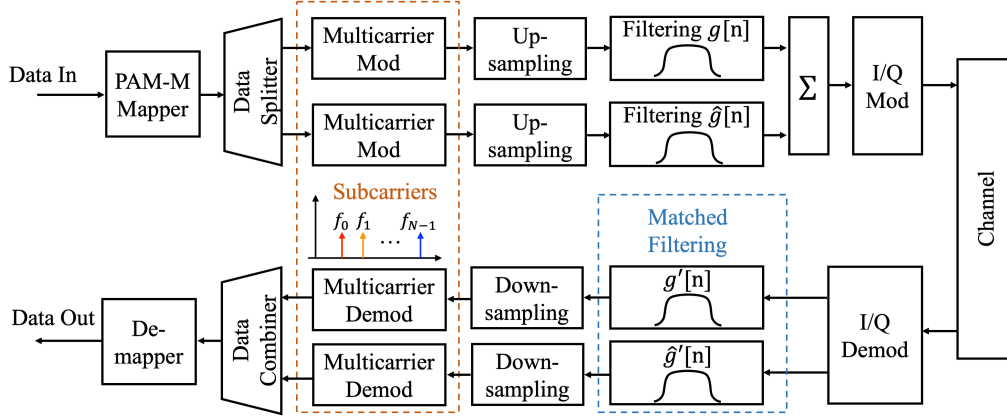 Data In
PAM-M
Mapper
Data
Splitter
Multicarrier
Mod
Up-
sampling
Filtering g[n]
Multicarrier
Mod
Up-
sampling
Filtering ĝ[n]
Σ
I/Q
Mod
Channel
Subcarriers
f₀ f₁ ⋯ f_{N−1}
Matched
Filtering
Data Out
De-
mapper
Data
Combiner
Multicarrier
Demod
Down-
sampling
g′[n]
Multicarrier
Demod
Down-
sampling
ĝ′[n]
I/Q
Demod